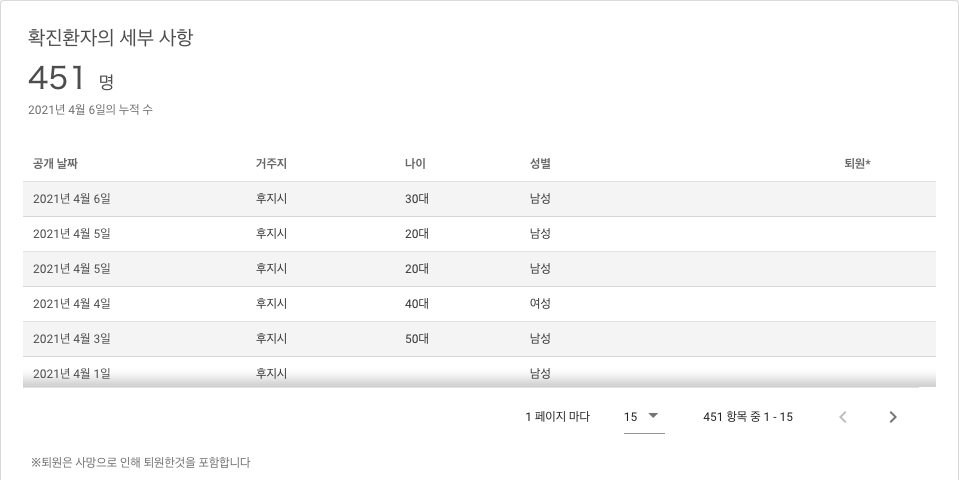 확진환자의 세부 사항
451 명
2021년 4월 6일의 누적 수
공개 날짜 거주지 나이 성별 퇴원*
2021년 4월 6일 후지시 30대 남성
2021년 4월 5일 후지시 20대 남성
2021년 4월 5일 후지시 20대 남성
2021년 4월 4일 후지시 40대 여성
2021년 4월 3일 후지시 50대 남성
2021년 4월 1일 후지시 남성
1 페이지 마다 15 451 항목 중 1 - 15
※퇴원은 사망으로 인해 퇴원한것을 포함합니다